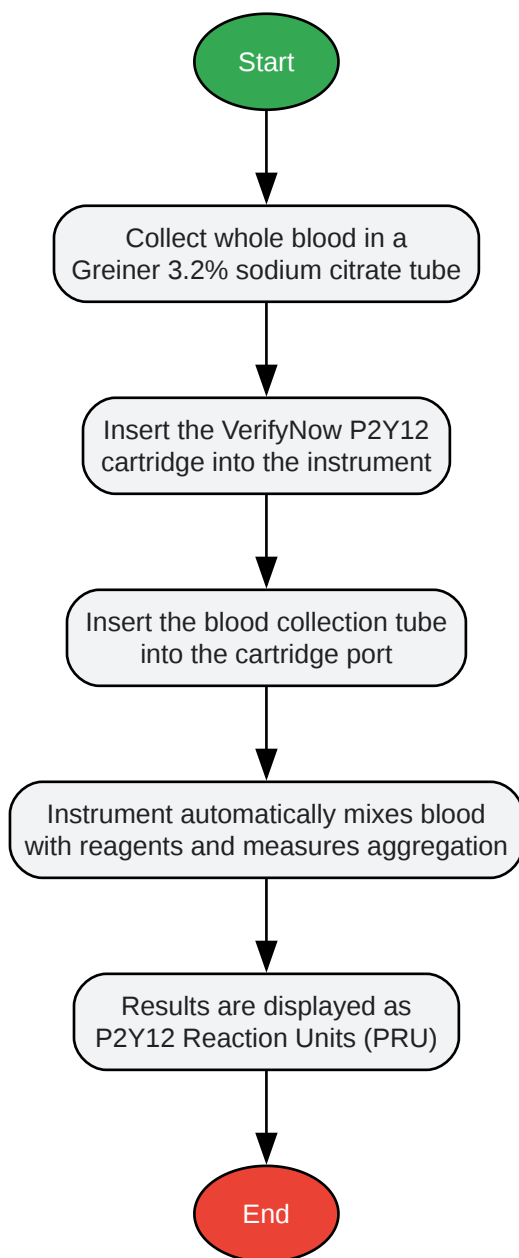 Start
Collect whole blood in a
Greiner 3.2% sodium citrate tube
Insert the VerifyNow P2Y12
cartridge into the instrument
Insert the blood collection tube
into the cartridge port
Instrument automatically mixes blood
with reagents and measures aggregation
Results are displayed as
P2Y12 Reaction Units (PRU)
End